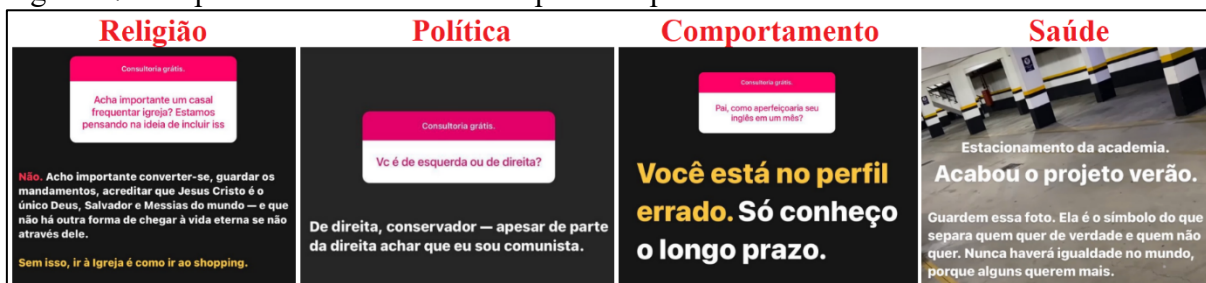 Religião
Consultoria grátis.
Acha importante um casal
frequentar igreja? Estamos
pensando na ideia de incluir iss
Não. Acho importante converter-se, guardar os
mandamentos, acreditar que Jesus Cristo é o
único Deus, Salvador e Messias do mundo — e que
não há outra forma de chegar à vida eterna se não
através dele.
Sem isso, ir à Igreja é como ir ao shopping.
Política
Consultoria grátis.
Vc é de esquerda ou de direita?
De direita, conservador — apesar de parte
da direita achar que eu sou comunista.
Comportamento
Consultoria grátis.
Pai, como aperfeiçoaria seu
inglês em um mês?
Você está no perfil
errado. Só conheço
o longo prazo.
Saúde
Estacionamento da academia.
Acabou o projeto verão.
Guardem essa foto. Ela é o símbolo do que
separa quem quer de verdade e quem não
quer. Nunca haverá igualdade no mundo,
porque alguns querem mais.